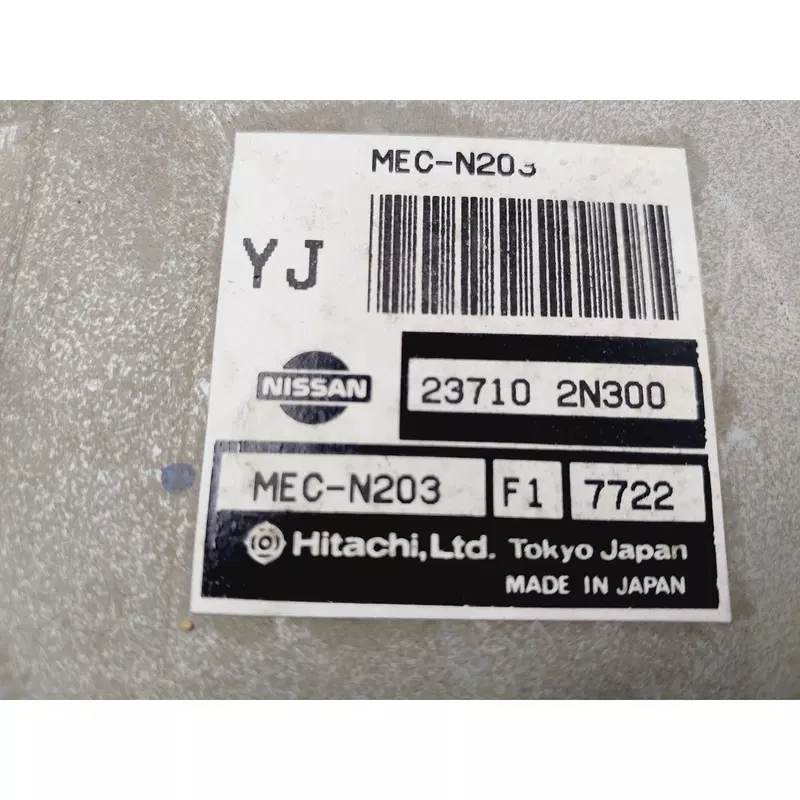 MEC-N203
YJ
NISSAN
23710 2N300
MEC-N203 F1 7722
Hitachi, Ltd. Tokyo Japan
MADE IN JAPAN